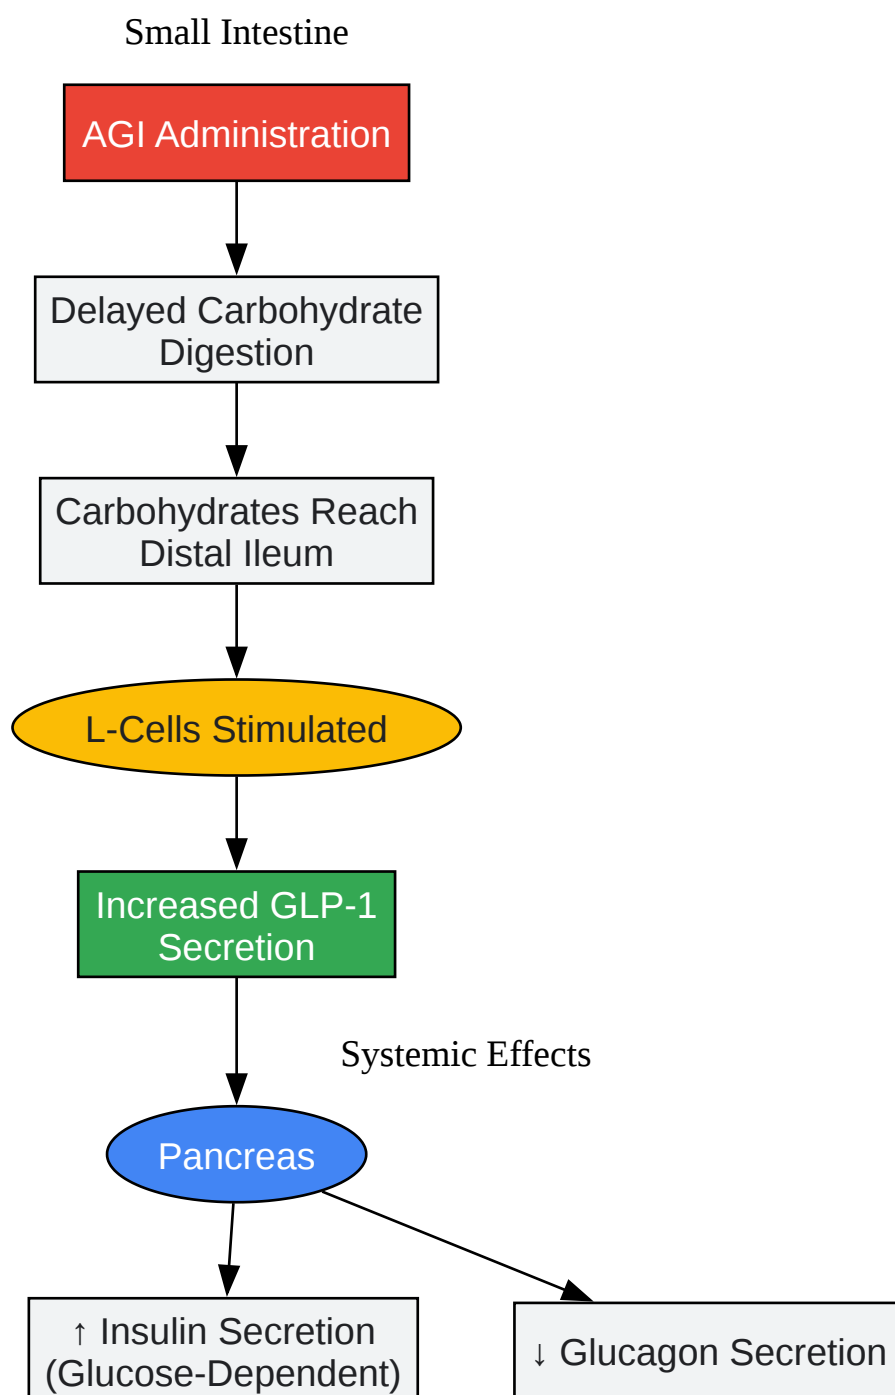 Small Intestine
AGI Administration
Delayed Carbohydrate
Digestion
Carbohydrates Reach
Distal Ileum
L-Cells Stimulated
Increased GLP-1
Secretion
Systemic Effects
Pancreas
↑ Insulin Secretion
(Glucose-Dependent)
↓ Glucagon Secretion